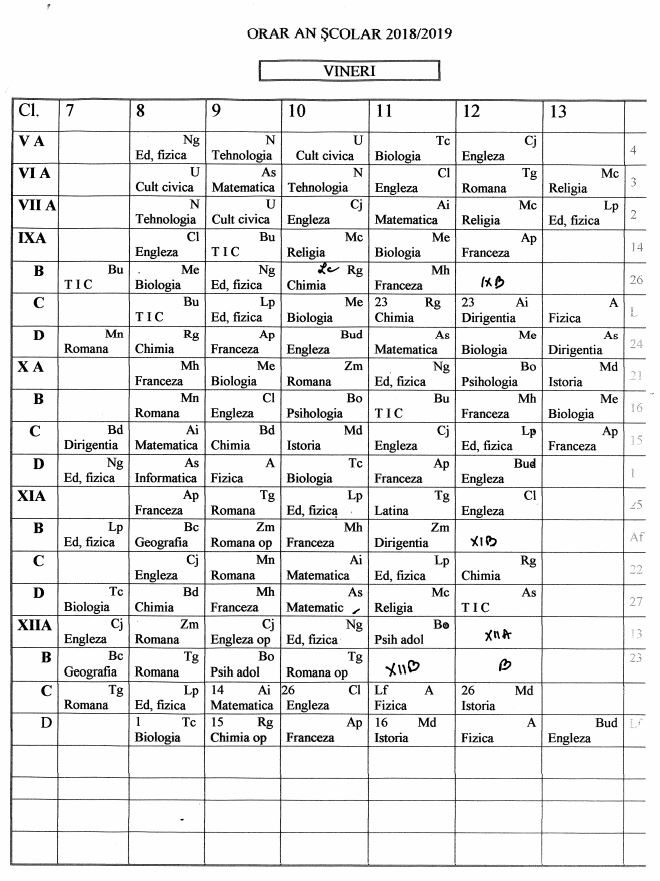 ORAR AN ŞCOLAR 2018/2019
VINERI
Cl. 7 8 9 10 11 12 13
V A Ng N U Tc Cj
Ed, fizica Tehnologia Cult civica Biologia Engleza 4
VI A U As N Cl Tg Mc
Cult civica Matematica Tehnologia Engleza Romana Religia 3
VII A N U Cj Ai Mc Lp
Tehnologia Cult civica Engleza Matematica Religia Ed, fizica 2
IXA Cl Bu Mc Me Ap
Engleza T I C Religia Biologia Franceza 14
B Bu Me Ng Rg Mh
T I C Biologia Ed, fizica Chimia Franceza IXB 26
C Bu Lp Me 23 Rg 23 Ai A
T I C Ed, fizica Biologia Chimia Dirigentia Fizica L
D Mn Rg Ap Bud As Me As
Romana Chimia Franceza Engleza Matematica Biologia Dirigentia 24
X A Mh Me Zm Ng Bo Md
Franceza Biologia Romana Ed, fizica Psihologia Istoria 21
B Mn Cl Bo Bu Mh Me
Romana Engleza Psihologia T I C Franceza Biologia 16
C Bd Ai Bd Md Cj Lp Ap
Dirigentia Matematica Chimia Istoria Engleza Ed, fizica Franceza 15
D Ng As A Tc Ap Bud
Ed, fizica Informatica Fizica Biologia Franceza Engleza 1
XIA Ap Tg Lp Tg Cl
Franceza Romana Ed, fizica Latina Engleza 25
B Lp Bc Zm Mh Zm
Ed, fizica Geografia Romana op Franceza Dirigentia XIB Af
C Cj Mn Ai Lp Rg
Engleza Romana Matematica Ed, fizica Chimia 22
D Tc Bd Mh As Mc As
Biologia Chimia Franceza Matematic Religia T I C 27
XIIA Cj Zm Cj Ng Bo
Engleza Romana Engleza op Ed, fizica Psih adol XIIA 13
B Bc Tg Bo Tg 23
Geografia Romana Psih adol Romana op XIIB B
C Tg Lp 14 Ai 26 Cl Lf A 26 Md
Romana Ed, fizica Matematica Engleza Fizica Istoria
D 1 Tc 15 Rg Ap 16 Md A Bud Lf
Biologia Chimia op Franceza Istoria Fizica Engleza